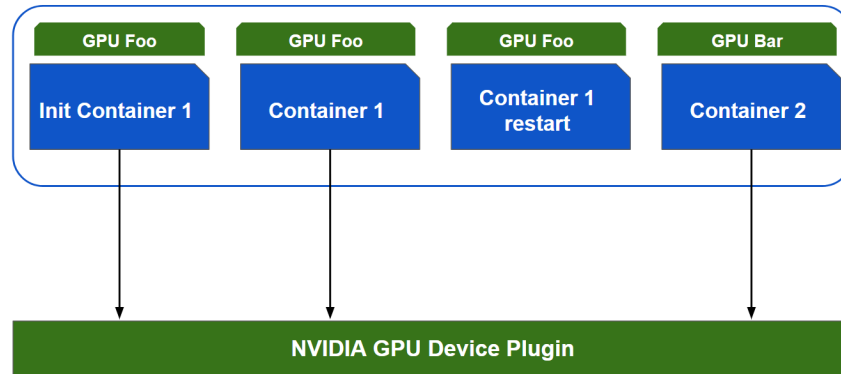 GPU Foo
GPU Foo
GPU Foo
GPU Bar
Init Container 1
Container 1
Container 1
restart
Container 2
NVIDIA GPU Device Plugin